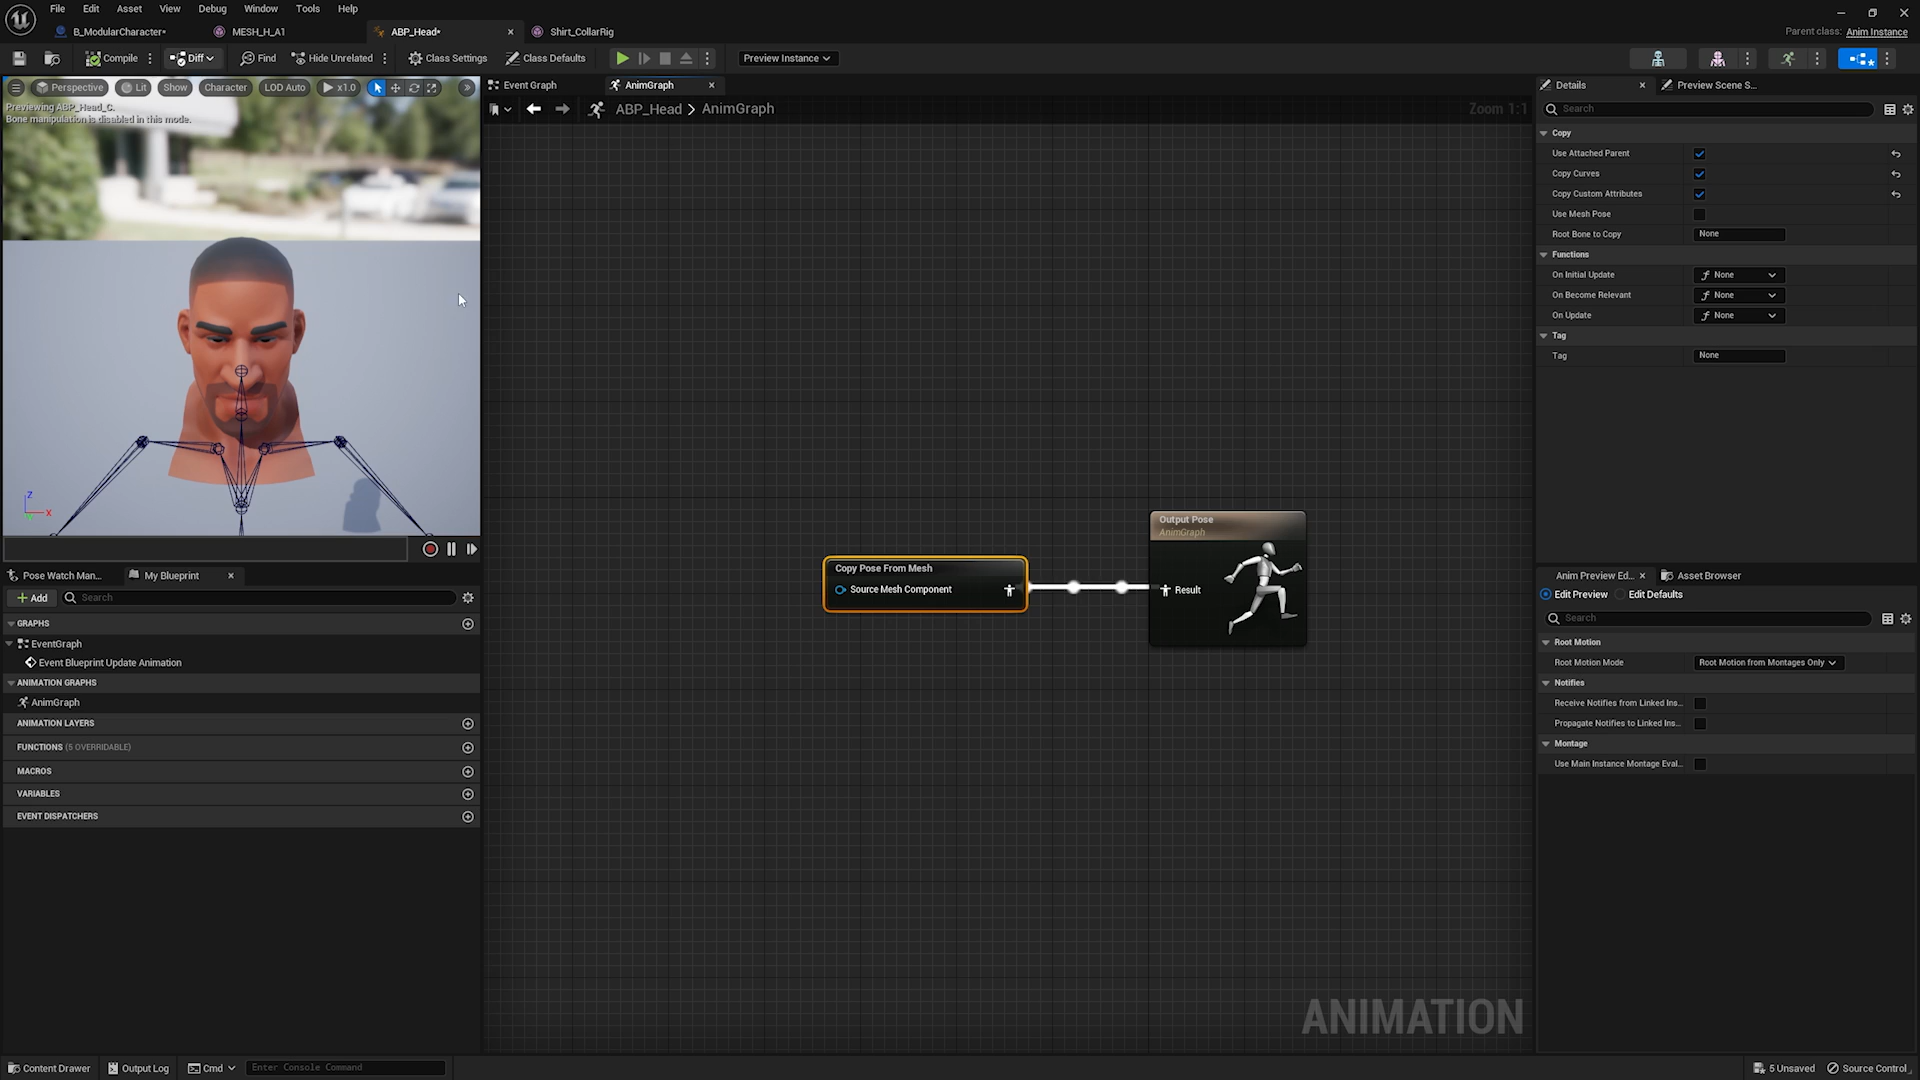 File Edit Asset View Debug Window Tools Help
B_ModularCharacter*
MESH_H_A1
ABP_Head*
Shirt_CollarRig
Parent class: Anim Instance
Compile
Diff
Find
Hide Unrelated
Class Settings
Class Defaults
Preview Instance
Perspective
Lit
Show
Character
LOD Auto
x1.0
Previewing ABP_Head_C.
Bone manipulation is disabled in this mode.
Z
X
Event Graph
AnimGraph
ABP_Head > AnimGraph
Zoom 1:1
Copy Pose From Mesh
Source Mesh Component
Output Pose
AnimGraph
Result
ANIMATION
Pose Watch Man...
My Blueprint
Add
Search
GRAPHS
EventGraph
Event Blueprint Update Animation
ANIMATION GRAPHS
AnimGraph
ANIMATION LAYERS
FUNCTIONS (5 OVERRIDABLE)
MACROS
VARIABLES
EVENT DISPATCHERS
Details
Preview Scene S...
Search
Copy
Use Attached Parent
Copy Curves
Copy Custom Attributes
Use Mesh Pose
Root Bone to Copy None
Functions
On Initial Update None
On Become Relevant None
On Update None
Tag
Tag None
Anim Preview Ed...
Asset Browser
Edit Preview
Edit Defaults
Search
Root Motion
Root Motion Mode Root Motion from Montages Only
Notifies
Receive Notifies from Linked Ins...
Propagate Notifies to Linked Ins...
Montage
Use Main Instance Montage Eval...
Content Drawer
Output Log
Cmd
Enter Console Command
5 Unsaved
Source Control